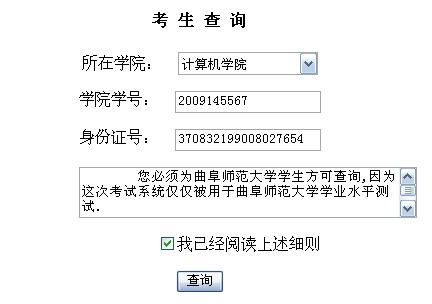 考 生 查 询
所在学院: 计算机学院
学院学号: 2009145567
身份证号: 370832199008027654
您必须为曲阜师范大学学生方可查询,因为
这次考试系统仅仅被用于曲阜师范大学学业水平测
试.
我已经阅读上述细则
查询